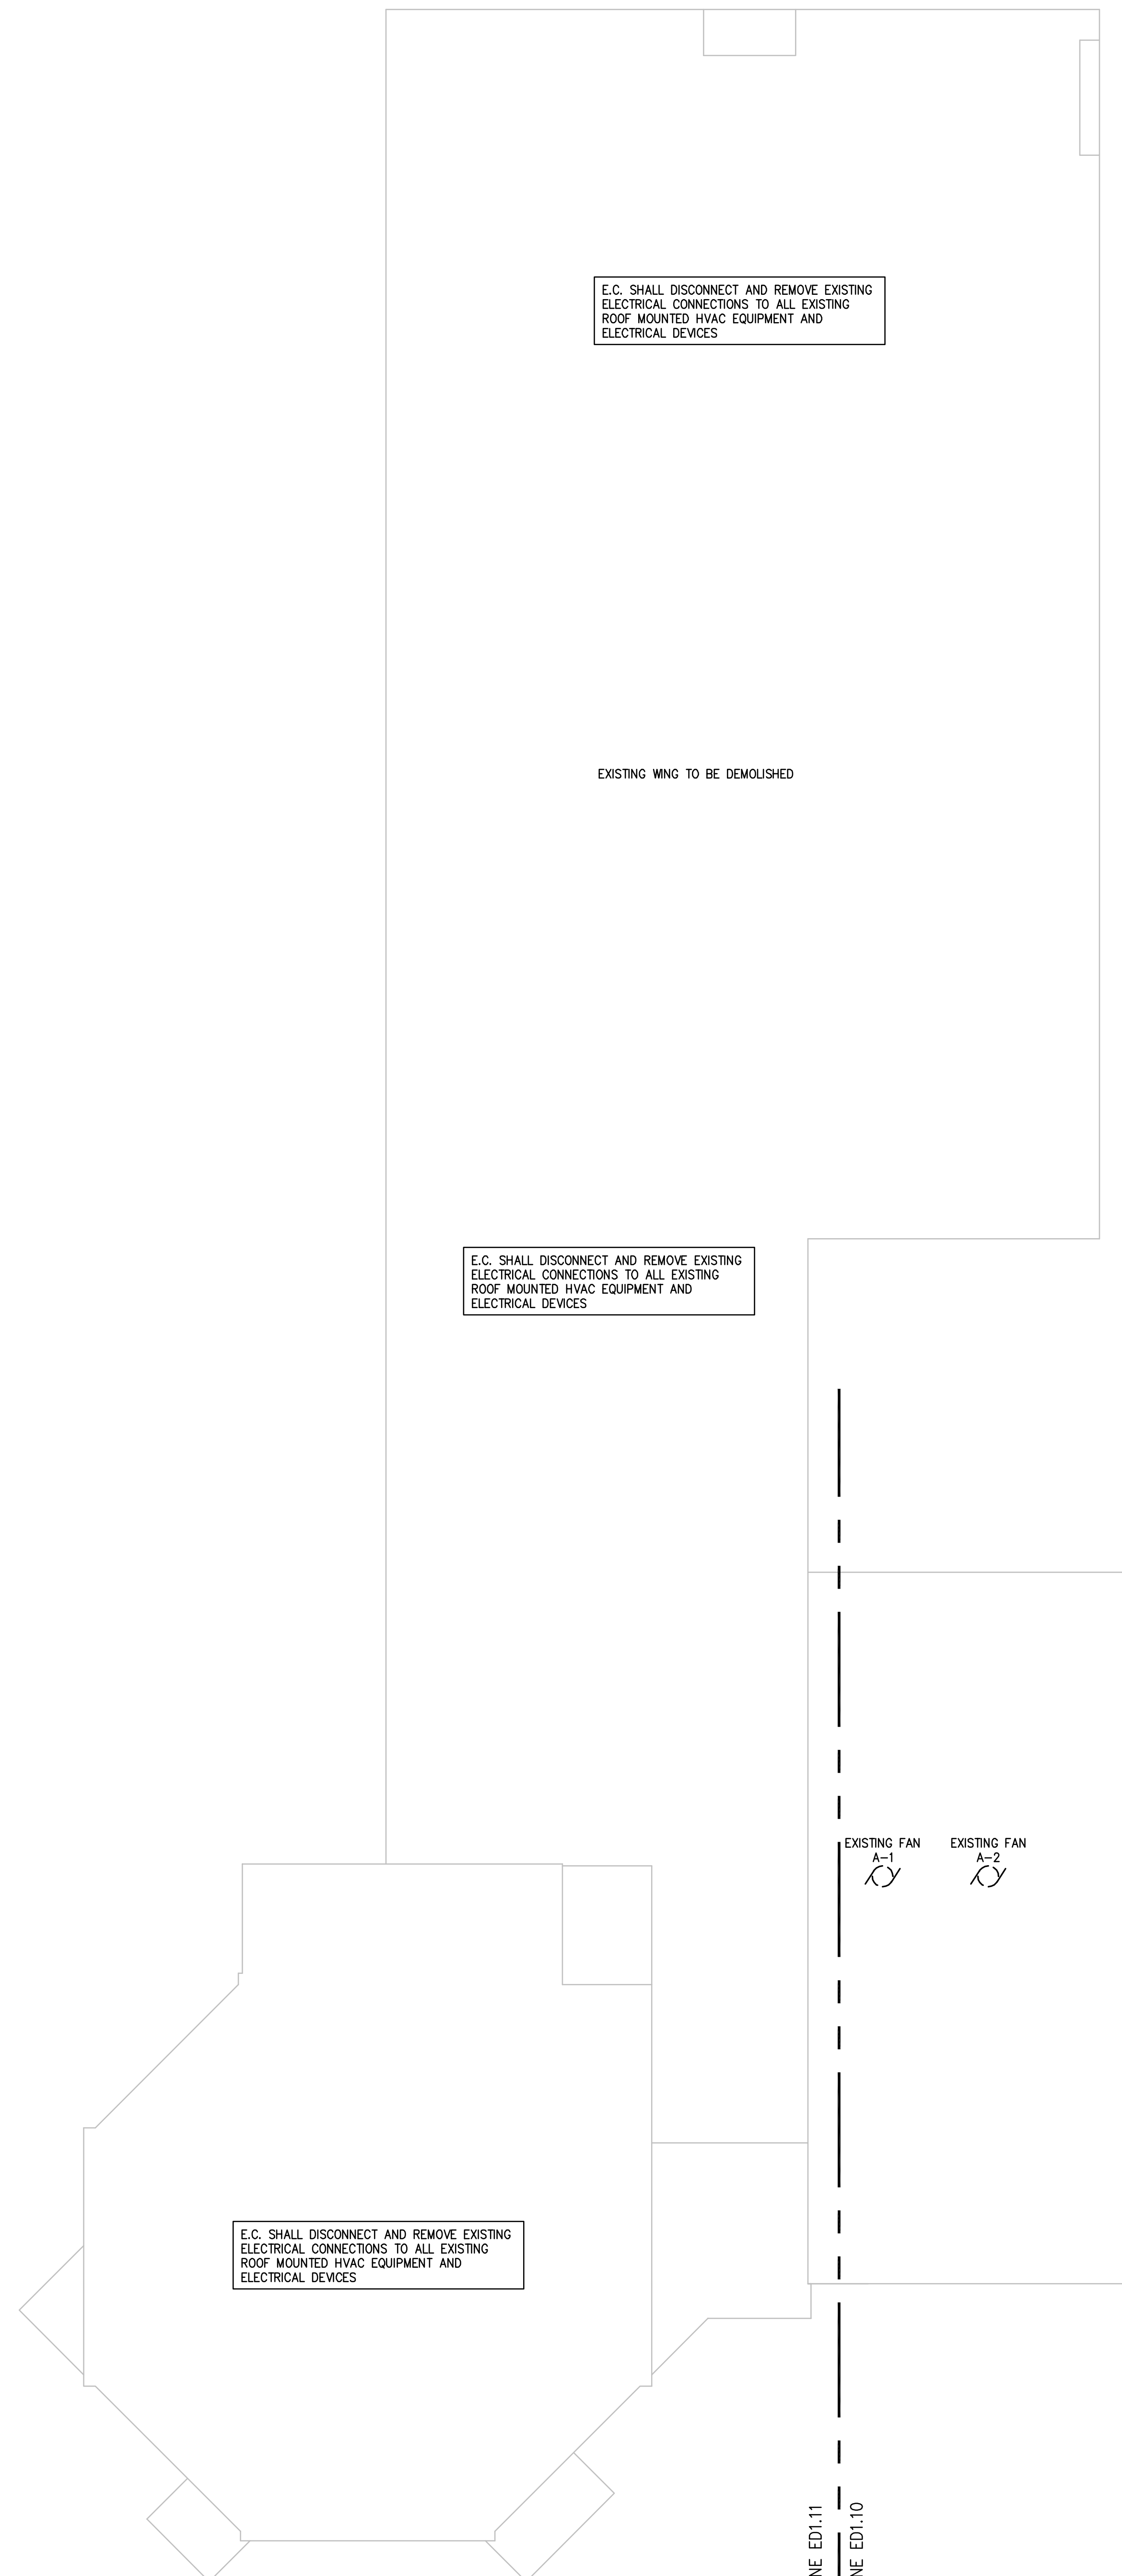 E.C. SHALL DISCONNECT AND REMOVE EXISTING
ELECTRICAL CONNECTIONS TO ALL EXISTING
ROOF MOUNTED HVAC EQUIPMENT AND
ELECTRICAL DEVICES
EXISTING WING TO BE DEMOLISHED
E.C. SHALL DISCONNECT AND REMOVE EXISTING
ELECTRICAL CONNECTIONS TO ALL EXISTING
ROOF MOUNTED HVAC EQUIPMENT AND
ELECTRICAL DEVICES
EXISTING FAN
A-1
EXISTING FAN
A-2
E.C. SHALL DISCONNECT AND REMOVE EXISTING
ELECTRICAL CONNECTIONS TO ALL EXISTING
ROOF MOUNTED HVAC EQUIPMENT AND
ELECTRICAL DEVICES
NE ED1.11
NE ED1.10